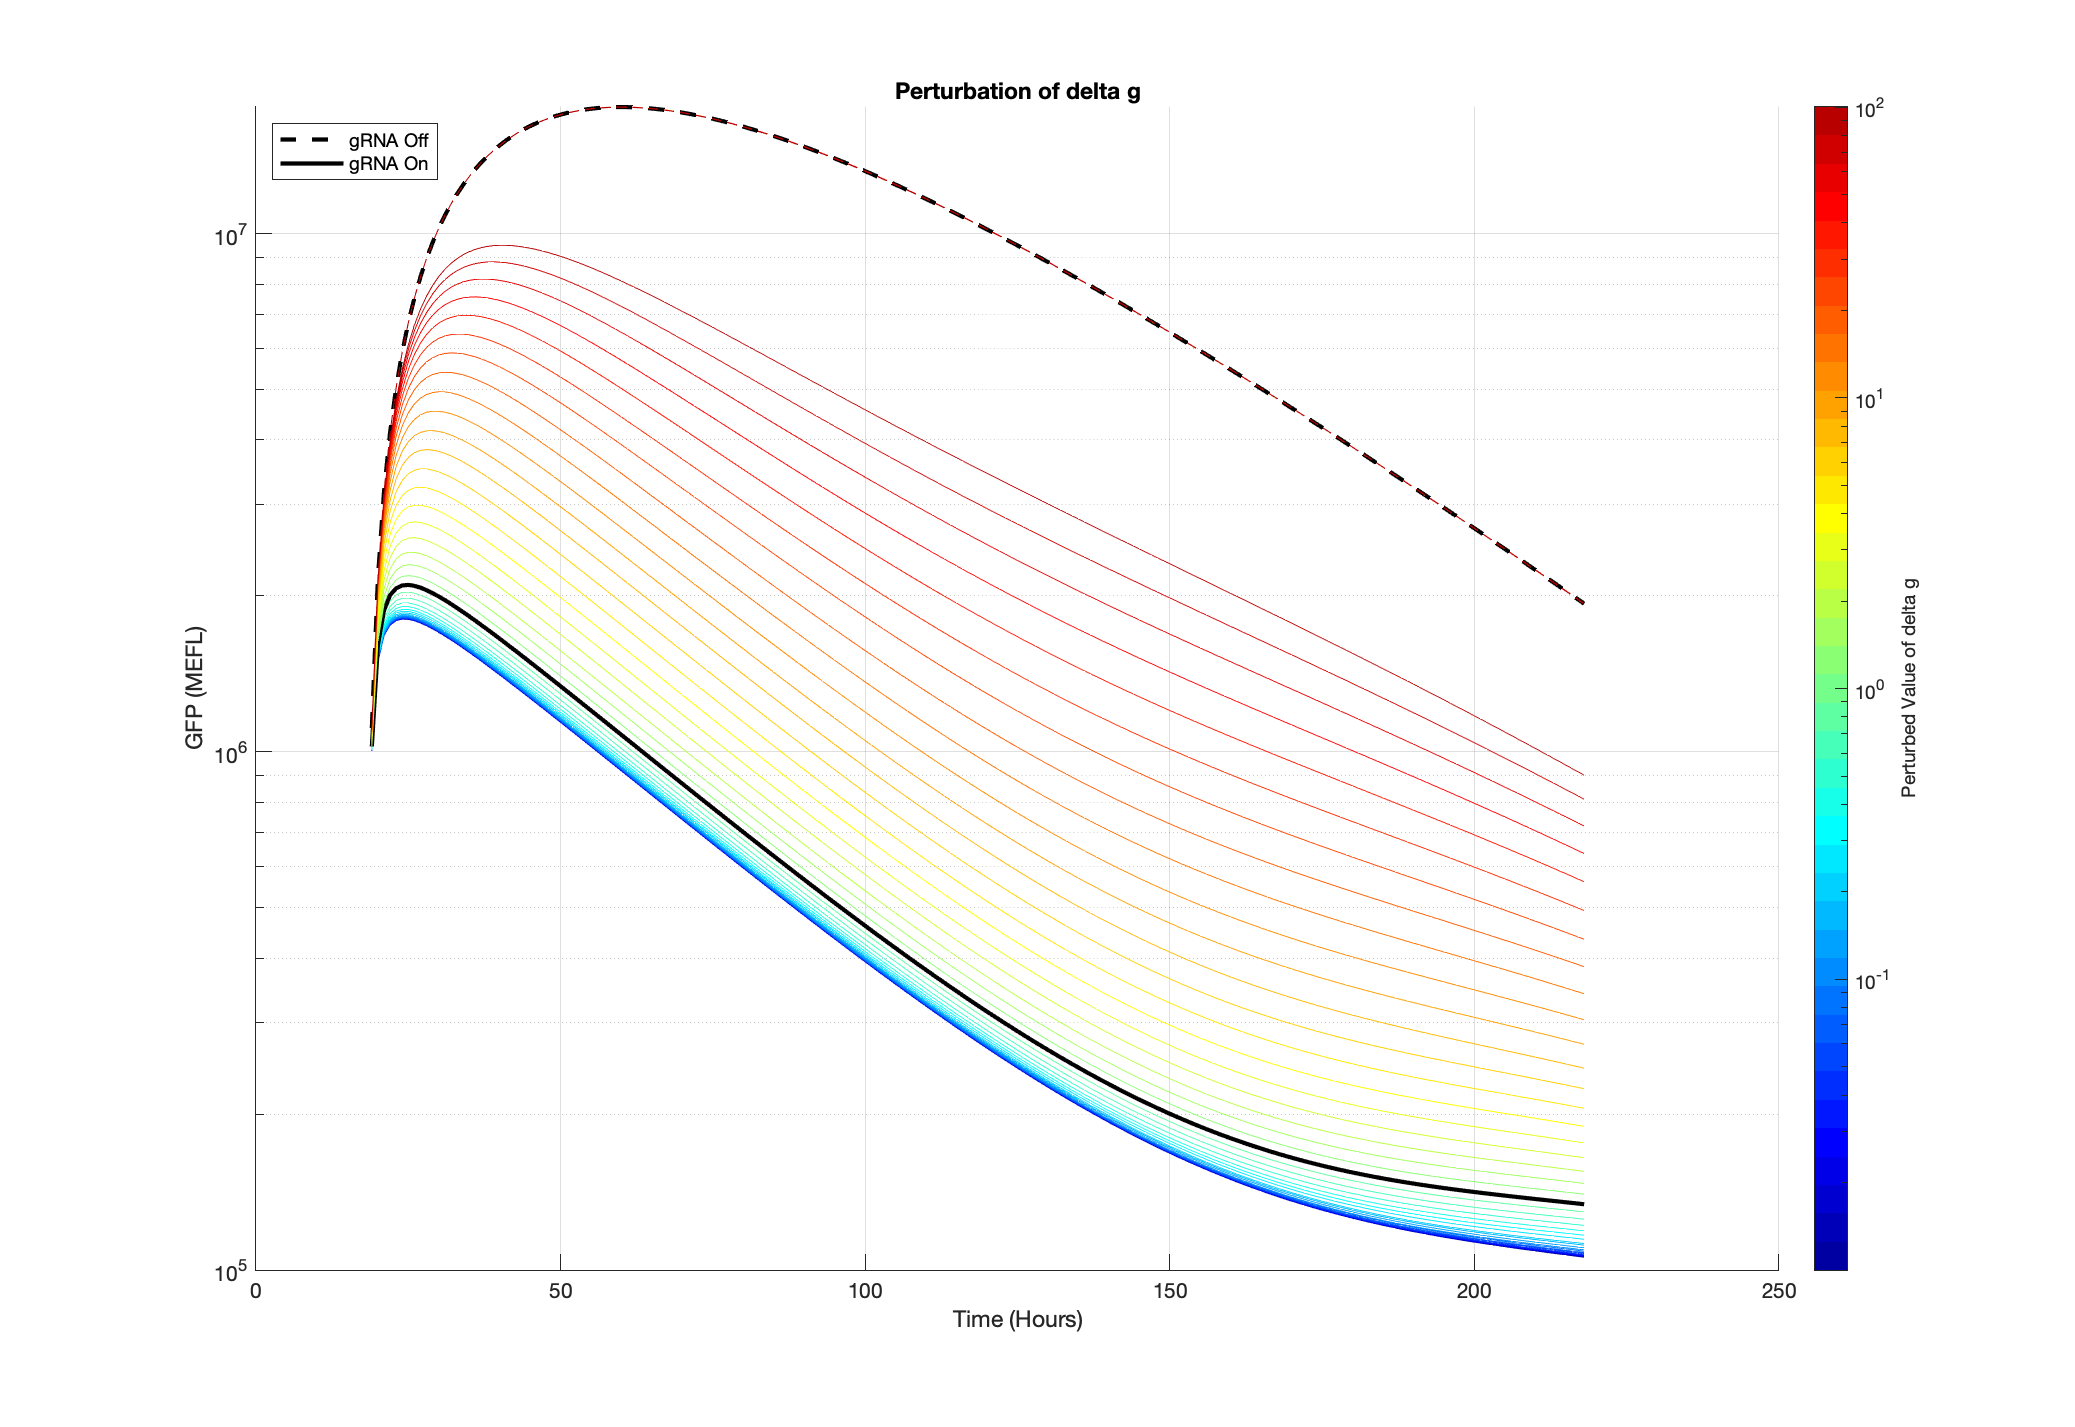 Perturbation of delta g
gRNA Off
gRNA On
GFP (MEFL)
10^7
10^6
10^5
0 50 100 150 200 250
Time (Hours)
10^2
10^1
10^0
10^-1
Perturbed Value of delta g